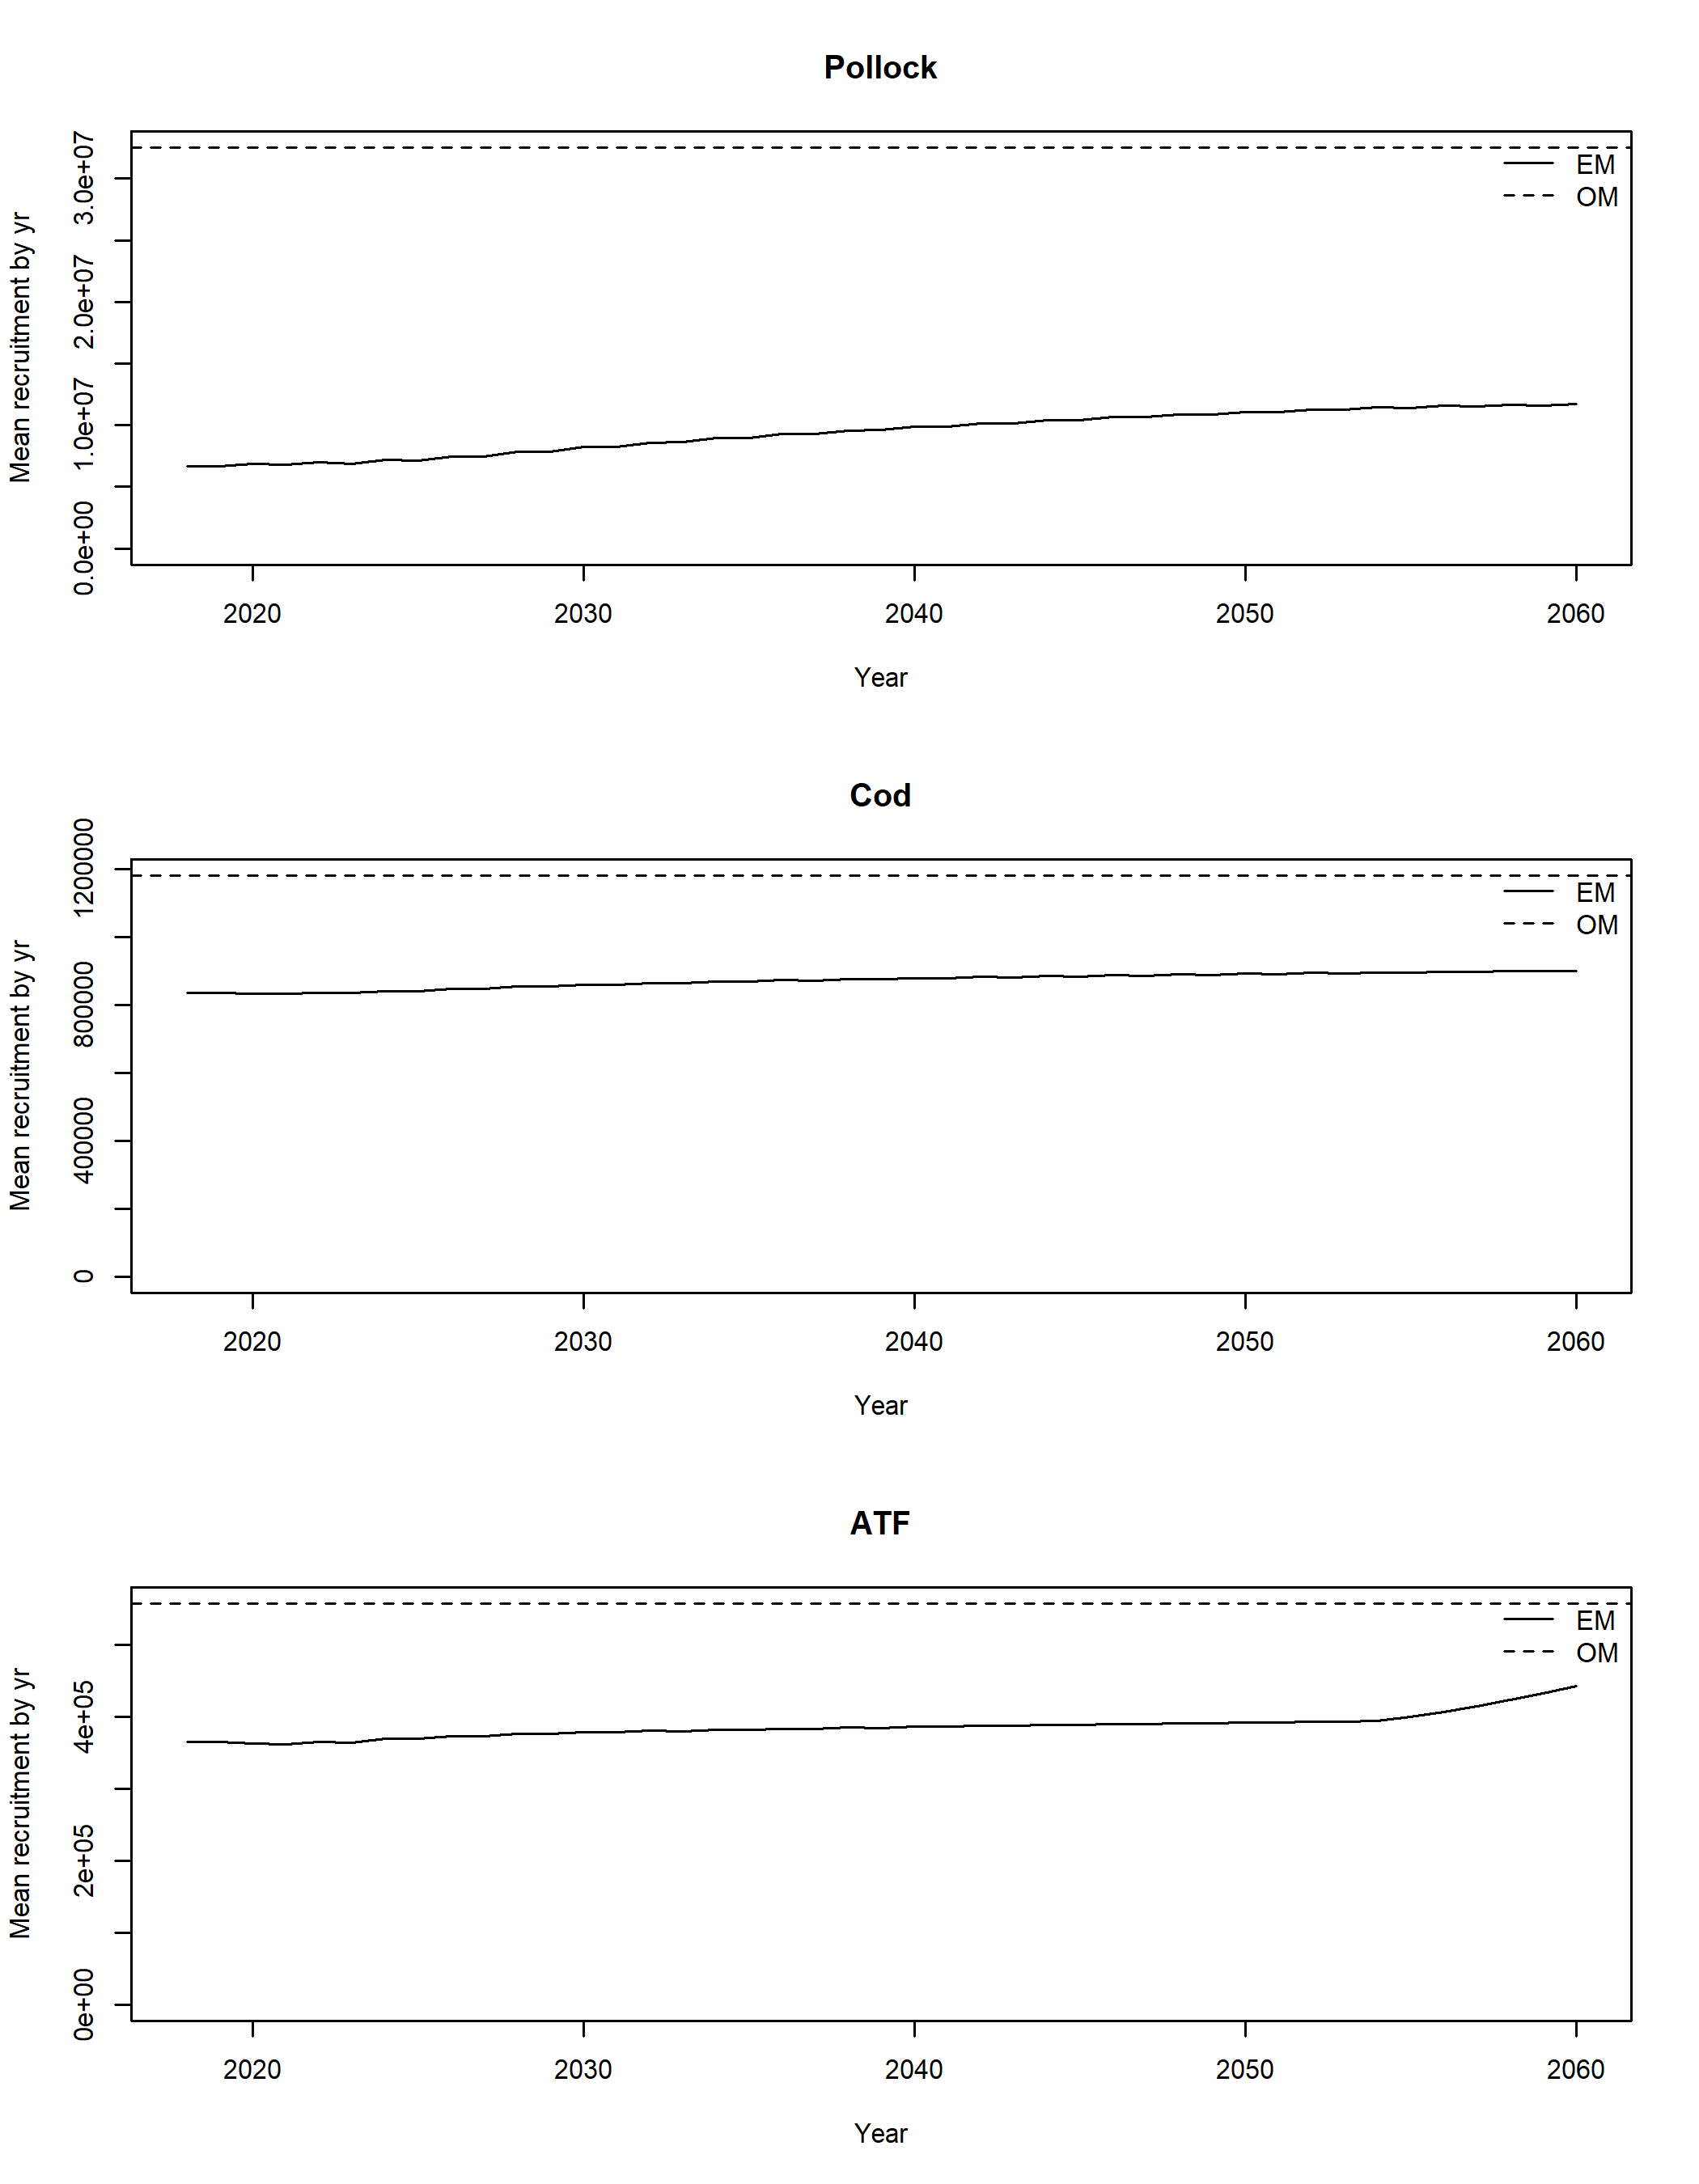 Pollock
Mean recruitment by yr
3.0e+07
2.0e+07
1.0e+07
0.0e+00
EM
OM
2020 2030 2040 2050 2060
Year
Cod
Mean recruitment by yr
1200000
800000
400000
0
EM
OM
2020 2030 2040 2050 2060
Year
ATF
Mean recruitment by yr
4e+05
2e+05
0e+00
EM
OM
2020 2030 2040 2050 2060
Year